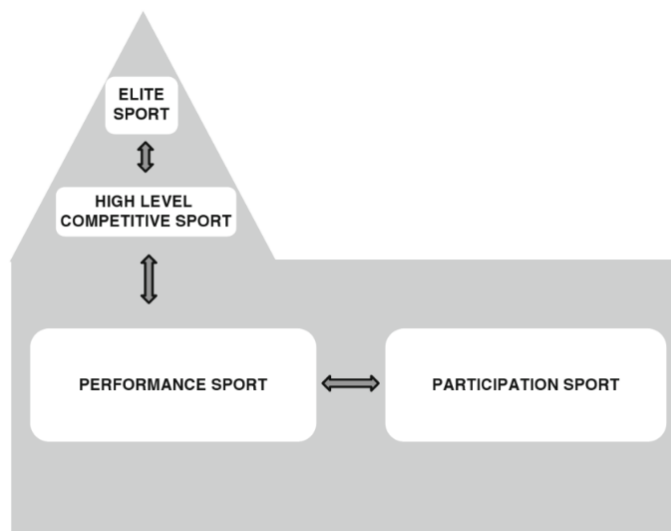 ELITE
SPORT
HIGH LEVEL
COMPETITIVE SPORT
PERFORMANCE SPORT
PARTICIPATION SPORT